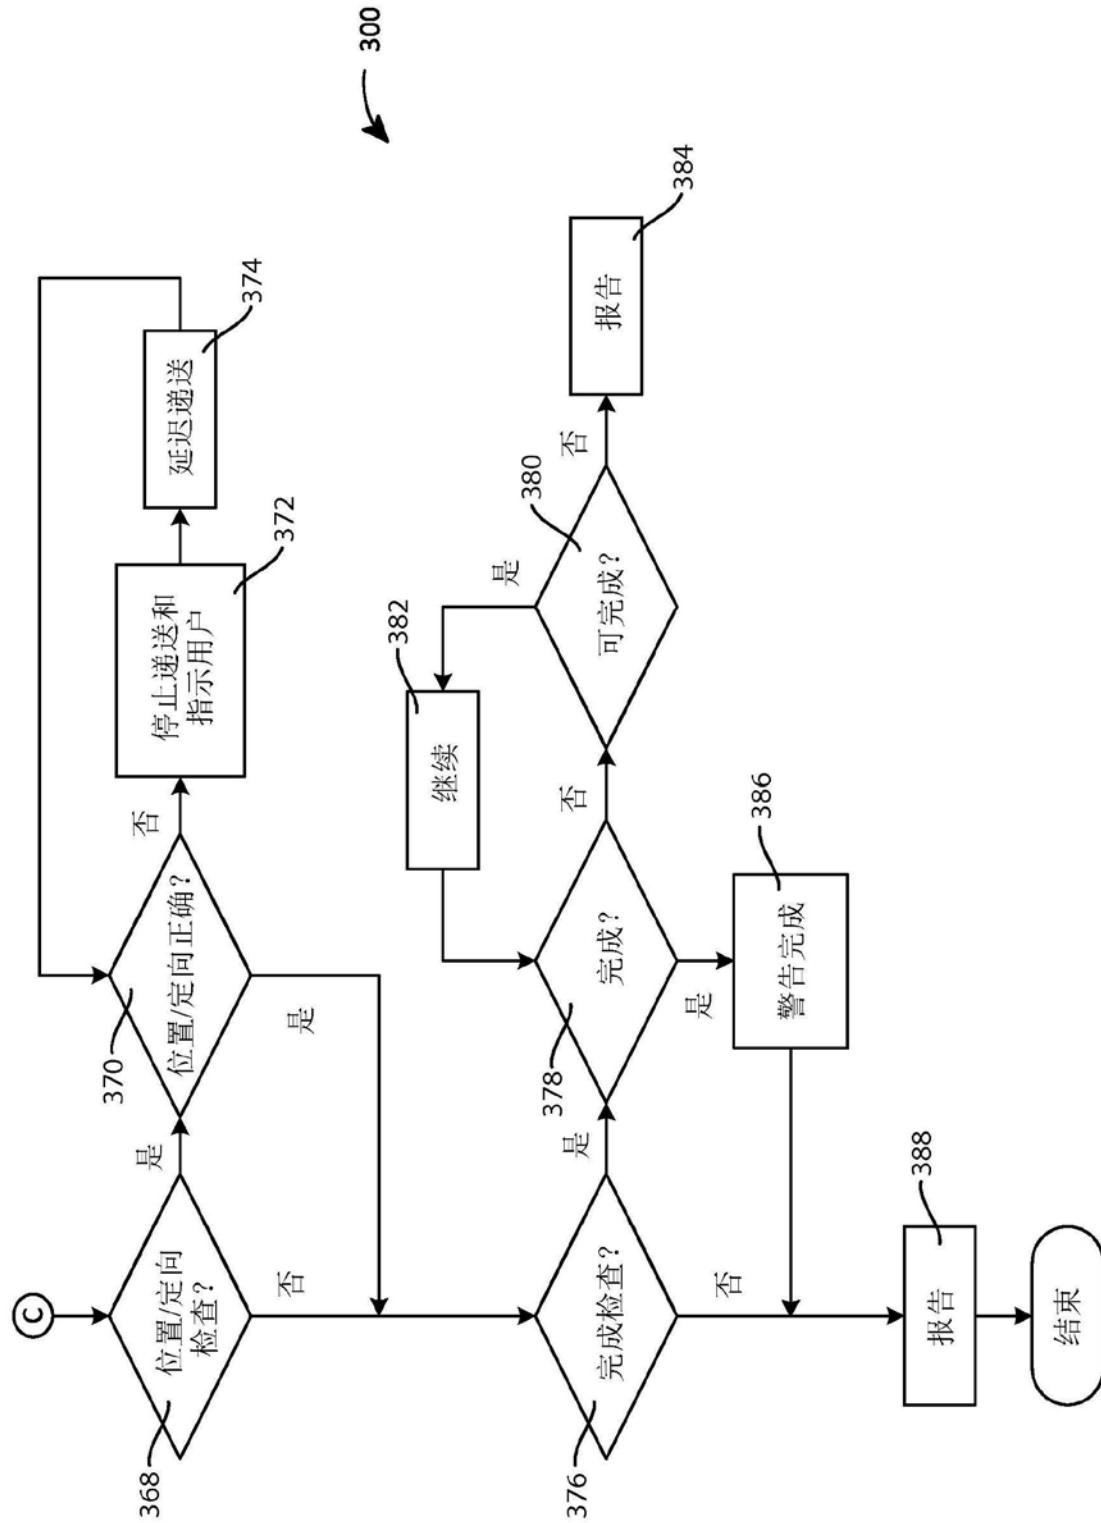 300
C
位置/定向
检查?
368
是
否
位置/定向正确?
370
否
是
停止递送和
指示用户
372
延迟递送
374
完成检查?
376
是
否
完成?
378
否
是
可完成?
380
是
否
继续
382
报告
384
警告完成
386
报告
388
结束